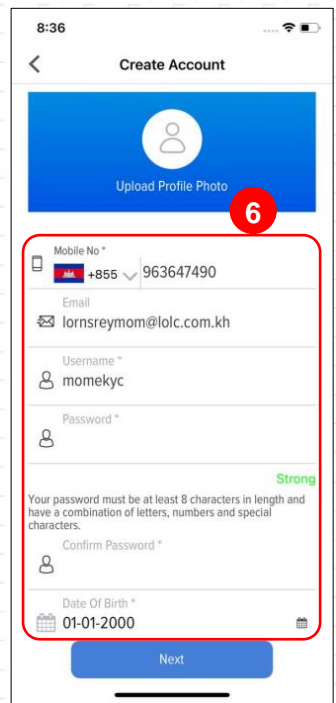 8:36
Create Account
Upload Profile Photo
6
Mobile No *
+855 963647490
Email
lornsreymom@lolc.com.kh
Username *
momekyc
Password *
Strong
Your password must be at least 8 characters in length and
have a combination of letters, numbers and special
characters.
Confirm Password *
Date Of Birth *
01-01-2000
Next